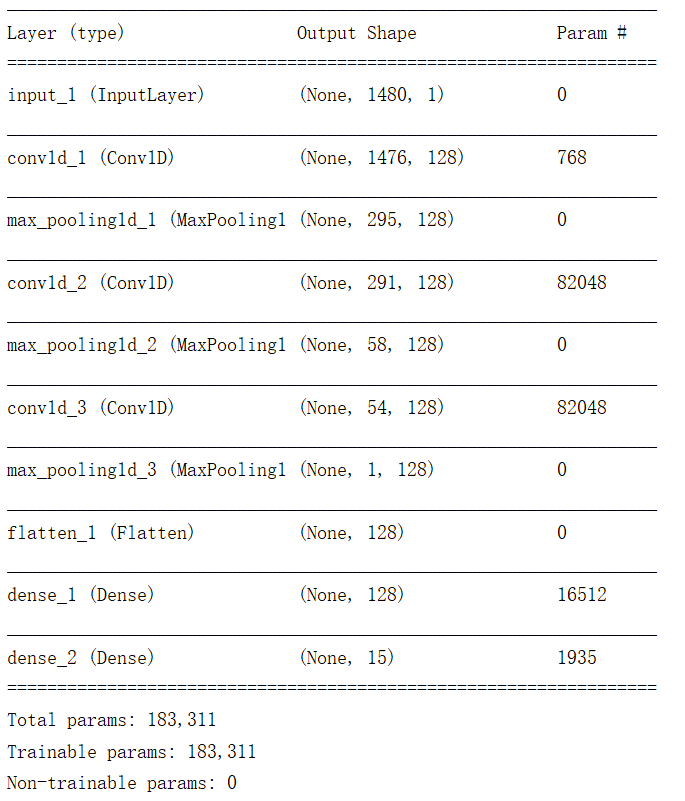 Layer (type) Output Shape Param #
input_1 (InputLayer) (None, 1480, 1) 0
conv1d_1 (Conv1D) (None, 1476, 128) 768
max_pooling1d_1 (MaxPooling1 (None, 295, 128) 0
conv1d_2 (Conv1D) (None, 291, 128) 82048
max_pooling1d_2 (MaxPooling1 (None, 58, 128) 0
conv1d_3 (Conv1D) (None, 54, 128) 82048
max_pooling1d_3 (MaxPooling1 (None, 1, 128) 0
flatten_1 (Flatten) (None, 128) 0
dense_1 (Dense) (None, 128) 16512
dense_2 (Dense) (None, 15) 1935
Total params: 183,311
Trainable params: 183,311
Non-trainable params: 0